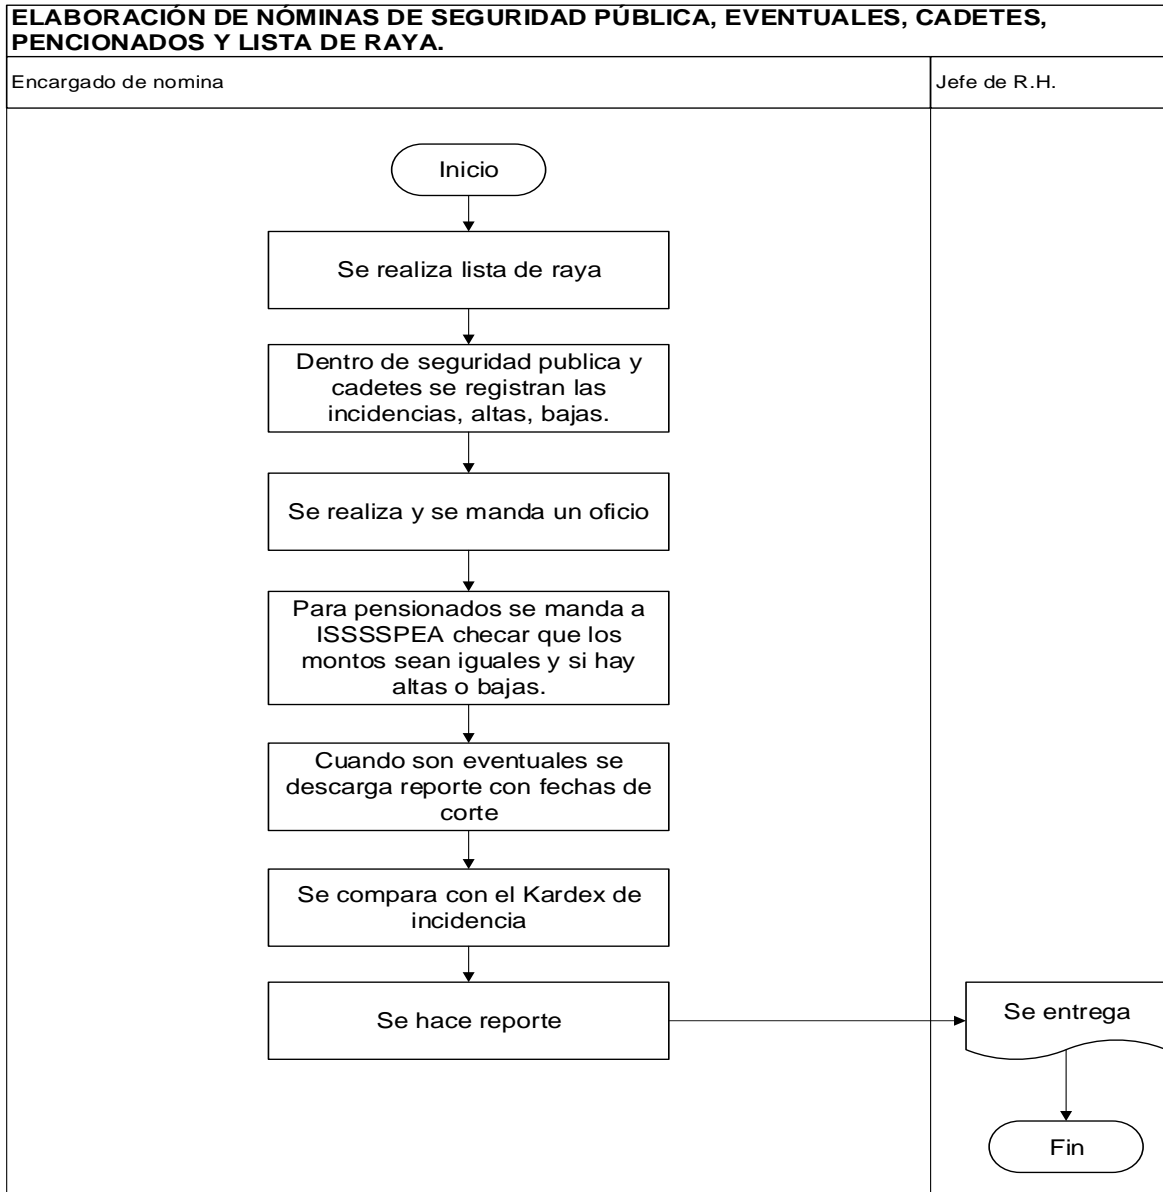 ELABORACIÓN DE NÓMINAS DE SEGURIDAD PÚBLICA, EVENTUALES, CADETES,
PENCIONADOS Y LISTA DE RAYA.
Encargado de nomina
Jefe de R.H.
Inicio
Se realiza lista de raya
Dentro de seguridad publica y
cadetes se registran las
incidencias, altas, bajas.
Se realiza y se manda un oficio
Para pensionados se manda a
ISSSSPEA checar que los
montos sean iguales y si hay
altas o bajas.
Cuando son eventuales se
descarga reporte con fechas de
corte
Se compara con el Kardex de
incidencia
Se hace reporte
Se entrega
Fin